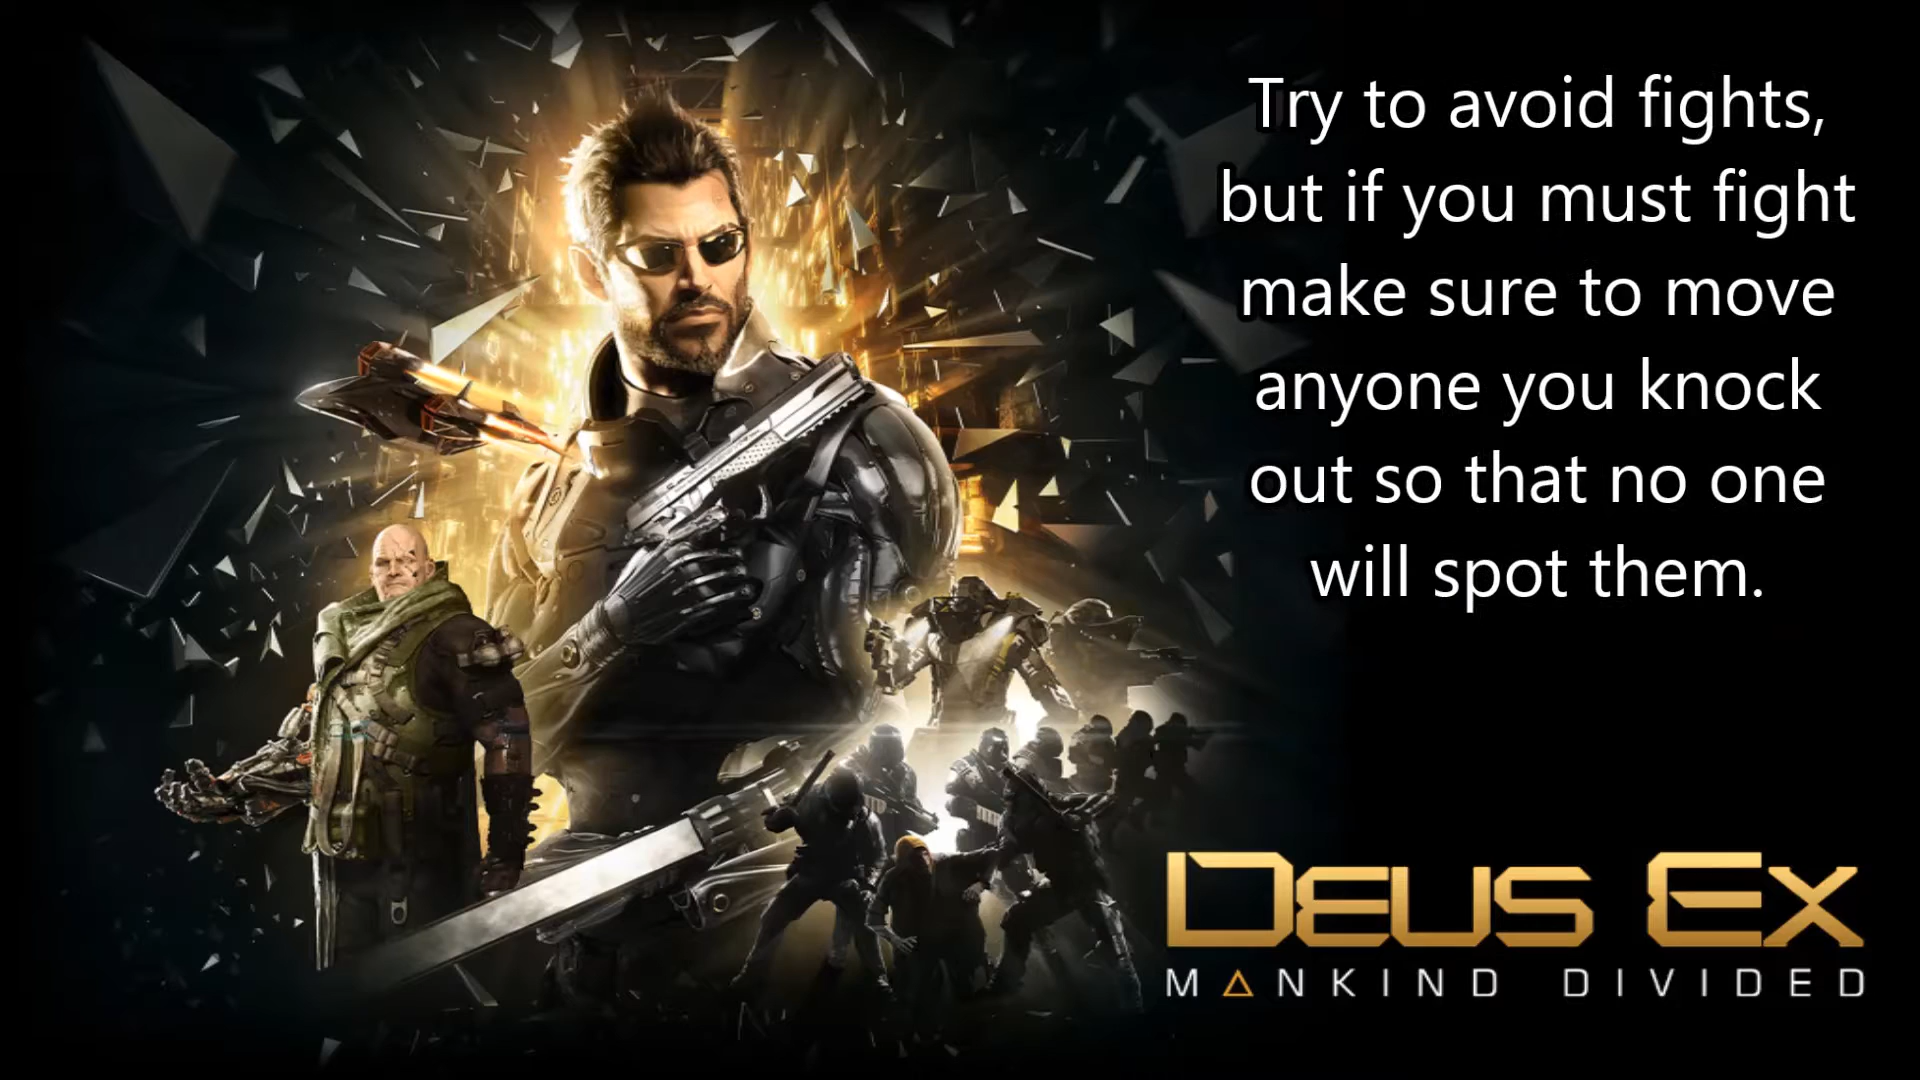 Try to avoid fights,
but if you must fight
make sure to move
anyone you knock
out so that no one
will spot them.
DEUS EX
MANKIND DIVIDED